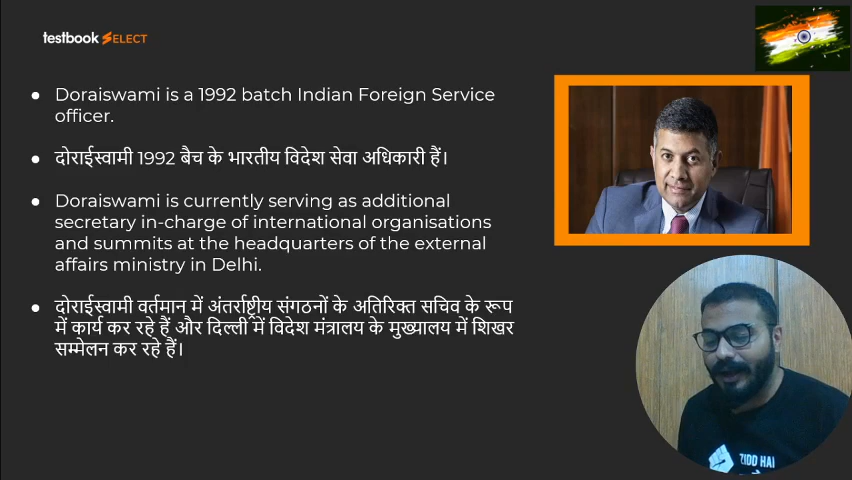 testbook SELECT
● Doraiswami is a 1992 batch Indian Foreign Service
officer.
● दोराईस्वामी 1992 बैच के भारतीय विदेश सेवा अधिकारी हैं।
● Doraiswami is currently serving as additional
secretary in-charge of international organisations
and summits at the headquarters of the external
affairs ministry in Delhi.
● दोराईस्वामी वर्तमान में अंतर्राष्ट्रीय संगठनों के अतिरिक्त सचिव के रूप
में कार्य कर रहे हैं और दिल्ली में विदेश मंत्रालय के मुख्यालय में शिखर
सम्मेलन कर रहे हैं।
ZIDD HAI